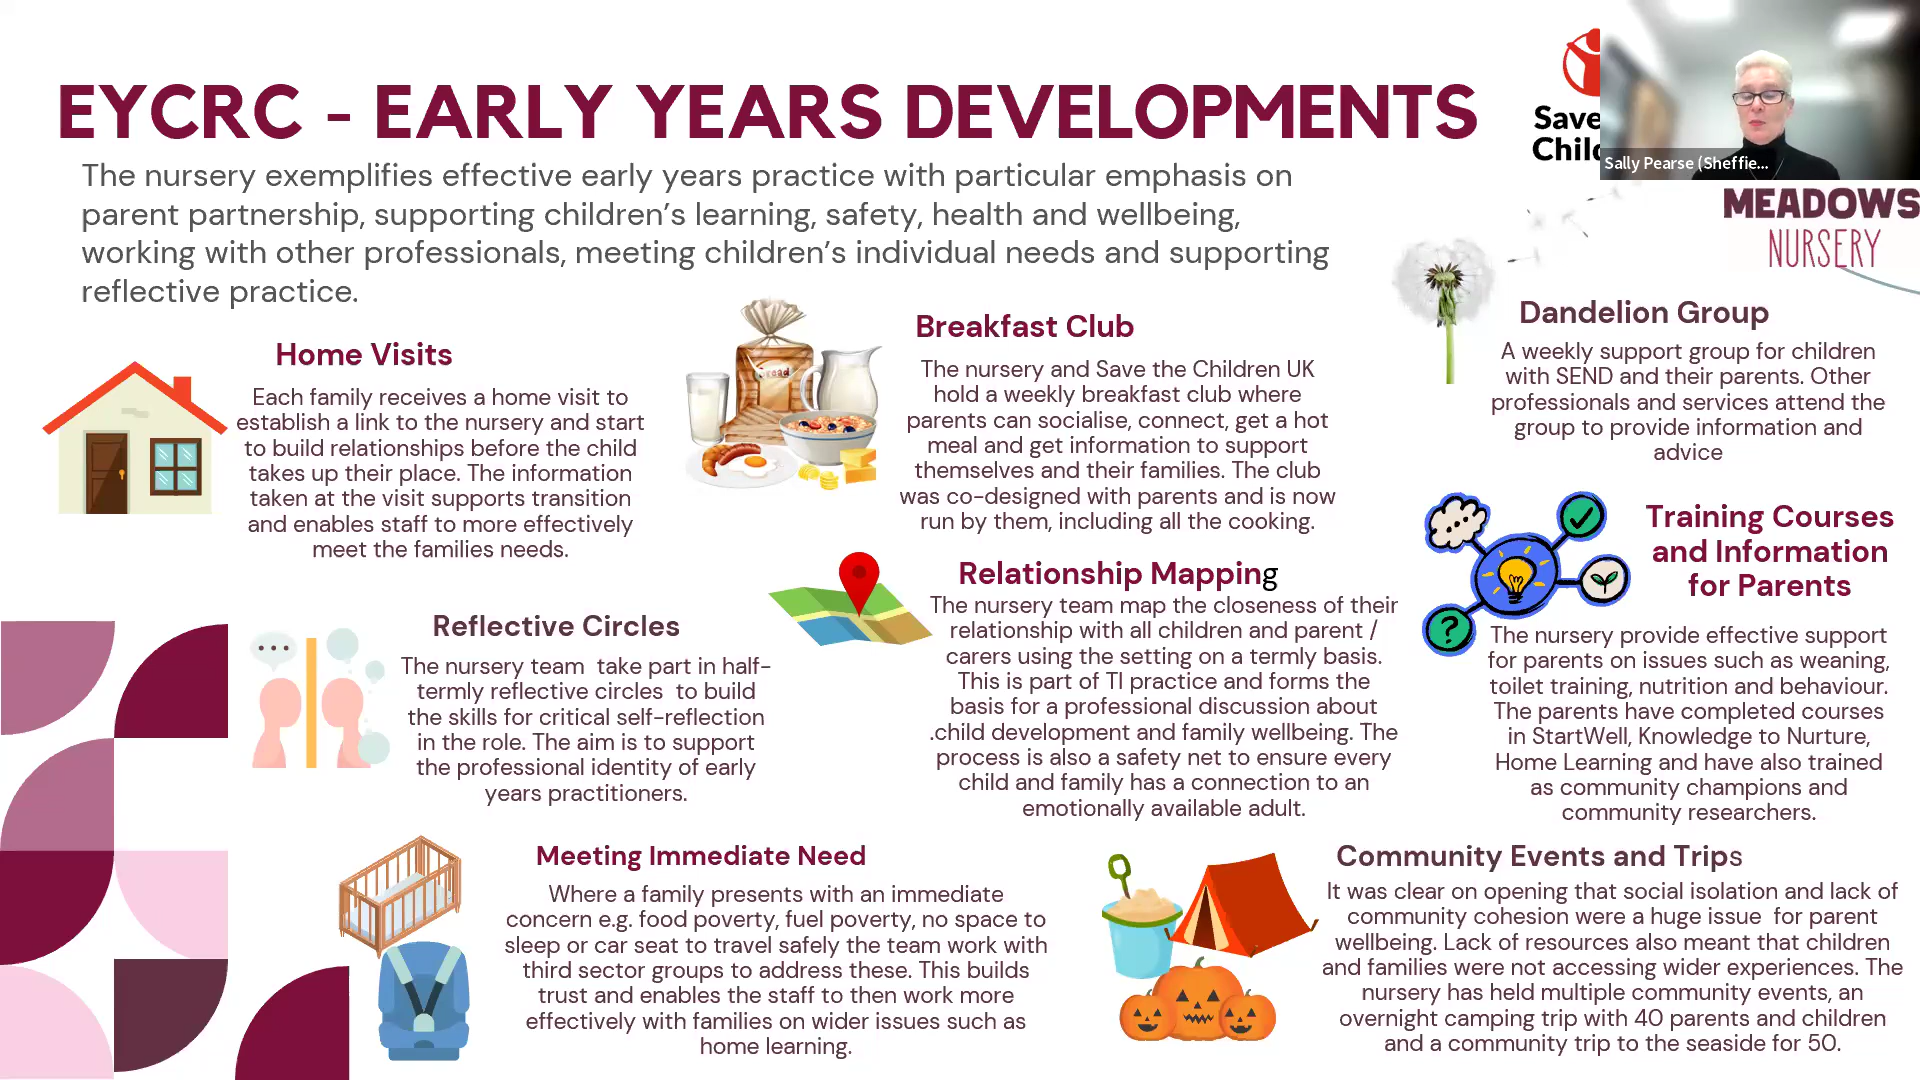 EYCRC - EARLY YEARS DEVELOPMENTS
The nursery exemplifies effective early years practice with particular emphasis on
parent partnership, supporting children's learning, safety, health and wellbeing,
working with other professionals, meeting children's individual needs and supporting
reflective practice.
Save
Sally Pearse (Sheffie...
MEADOWS
NURSERY
Home Visits
Each family receives a home visit to
establish a link to the nursery and start
to build relationships before the child
takes up their place. The information
taken at the visit supports transition
and enables staff to more effectively
meet the families needs.
Breakfast Club
The nursery and Save the Children UK
hold a weekly breakfast club where
parents can socialise, connect, get a hot
meal and get information to support
themselves and their families. The club
was co-designed with parents and is now
run by them, including all the cooking.
Dandelion Group
A weekly support group for children
with SEND and their parents. Other
professionals and services attend the
group to provide information and
advice
Reflective Circles
The nursery team take part in half-
termly reflective circles to build
the skills for critical self-reflection
in the role. The aim is to support
the professional identity of early
years practitioners.
Relationship Mapping
The nursery team map the closeness of their
relationship with all children and parent /
carers using the setting on a termly basis.
This is part of TI practice and forms the
basis for a professional discussion about
.child development and family wellbeing. The
process is also a safety net to ensure every
child and family has a connection to an
emotionally available adult.
Training Courses
and Information
for Parents
The nursery provide effective support
for parents on issues such as weaning,
toilet training, nutrition and behaviour.
The parents have completed courses
in StartWell, Knowledge to Nurture,
Home Learning and have also trained
as community champions and
community researchers.
Meeting Immediate Need
Where a family presents with an immediate
concern e.g. food poverty, fuel poverty, no space to
sleep or car seat to travel safely the team work with
third sector groups to address these. This builds
trust and enables the staff to then work more
effectively with families on wider issues such as
home learning.
Community Events and Trips
It was clear on opening that social isolation and lack of
community cohesion were a huge issue for parent
wellbeing. Lack of resources also meant that children
and families were not accessing wider experiences. The
nursery has held multiple community events, an
overnight camping trip with 40 parents and children
and a community trip to the seaside for 50.